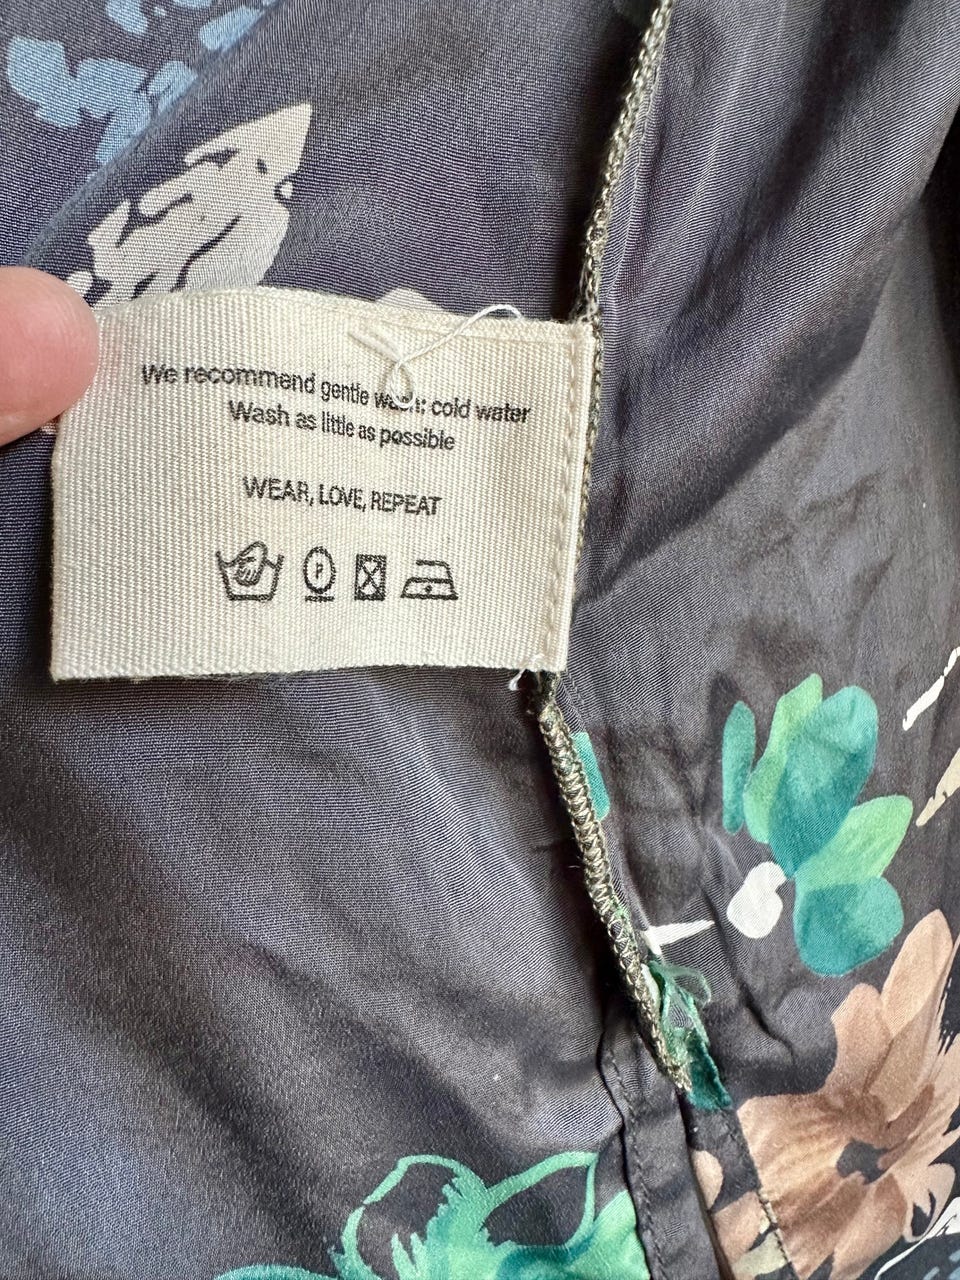 We recommend gentle wash: cold water
Wash as little as possible
WEAR, LOVE, REPEAT
P